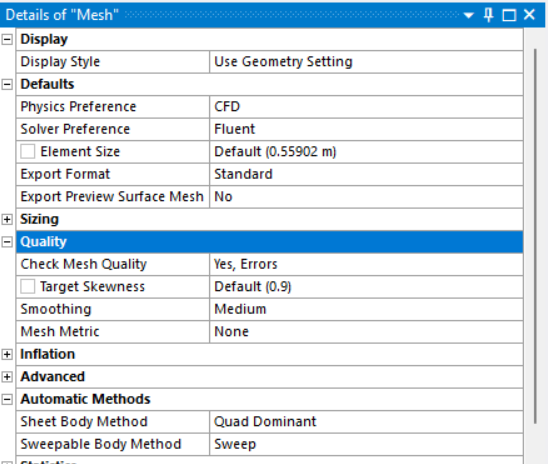 Details of "Mesh"
Display
Display Style Use Geometry Setting
Defaults
Physics Preference CFD
Solver Preference Fluent
Element Size Default (0.55902 m)
Export Format Standard
Export Preview Surface Mesh No
Sizing
Quality
Check Mesh Quality Yes, Errors
Target Skewness Default (0.9)
Smoothing Medium
Mesh Metric None
Inflation
Advanced
Automatic Methods
Sheet Body Method Quad Dominant
Sweepable Body Method Sweep